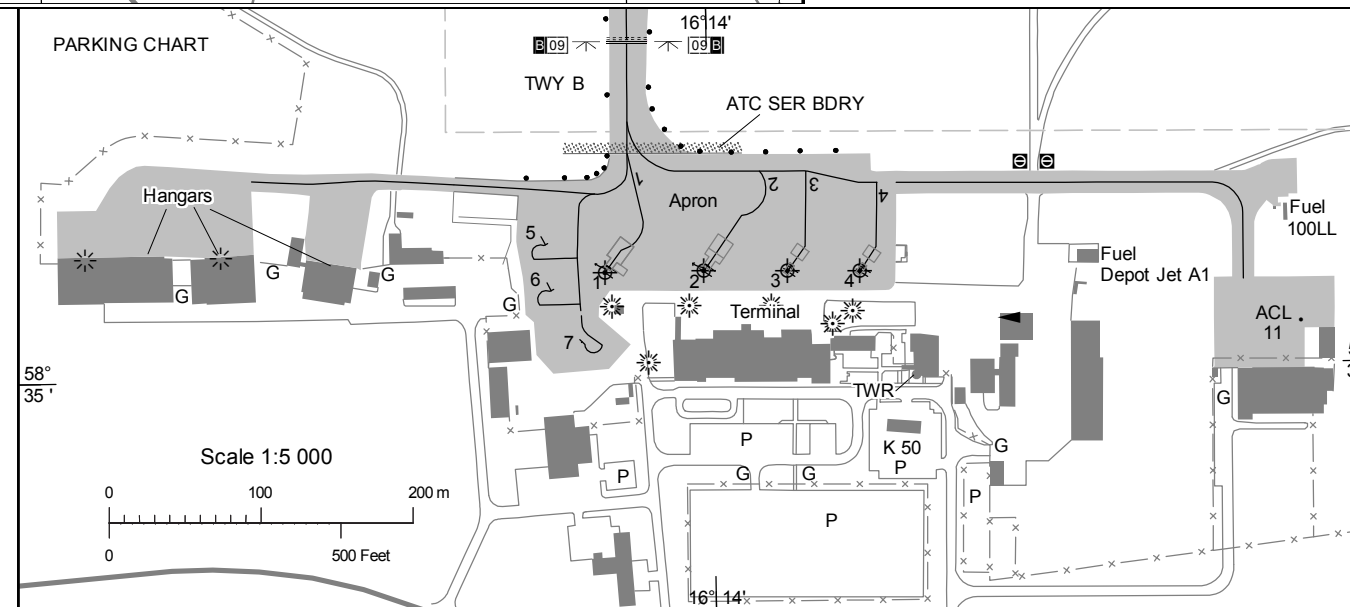 16°14'
PARKING CHART
B 09
09 B
TWY B
ATC SER BDRY
Hangars
1
2
3
4
Apron
Fuel
100LL
5
6
7
G
G
G
G
1
2
3
4
Fuel
Depot Jet A1
Terminal
ACL
11
58°
35 '
TWR
G
Scale 1:5 000
P
K 50
P
G
P
G
G
P
P
0
100
200 m
0
500 Feet
16° 14'